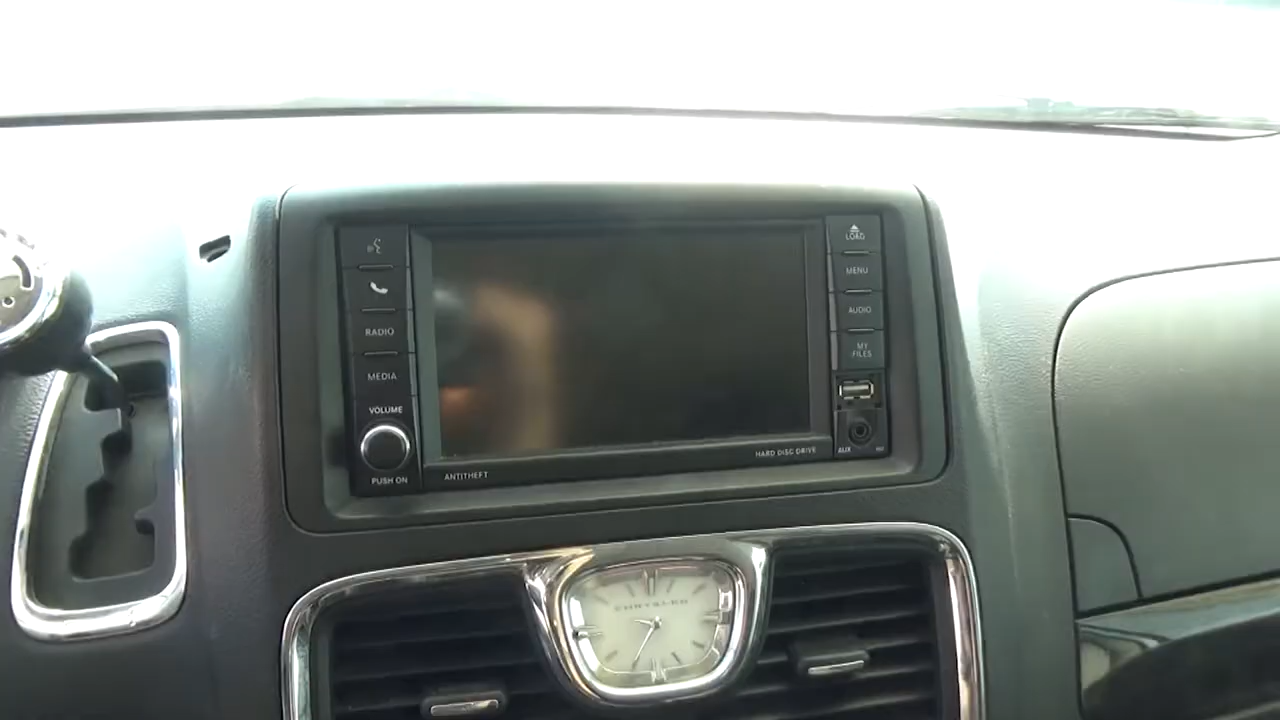 LOAD
MENU
RADIO
AUDIO
MY
FILES
MEDIA
VOLUME
PUSH ON
ANTITHEFT
HARD DISC DRIVE
AUX
CHRYSLER